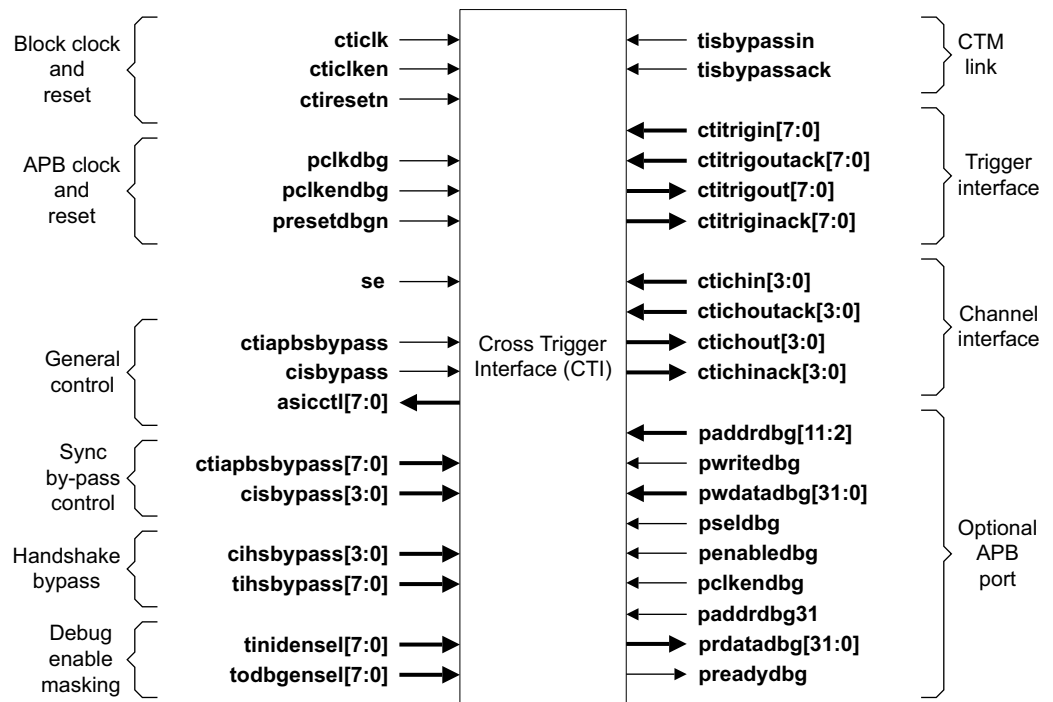 Block clock
and
reset
cticlk
cticlken
ctiresetn
APB clock
and
reset
pclkdbg
pclkendbg
presetdbgn
se
General
control
ctiapbsbypass
cisbypass
asicctl[7:0]
Sync
by-pass
control
ctiapbsbypass[7:0]
cisbypass[3:0]
Handshake
bypass
cihsbypass[3:0]
tihsbypass[7:0]
Debug
enable
masking
tinidensel[7:0]
todbgensel[7:0]
Cross Trigger
Interface (CTI)
tisbypassin
tisbypassack
CTM
link
ctitrigin[7:0]
ctitrigoutack[7:0]
ctitrigout[7:0]
ctitriginack[7:0]
Trigger
interface
ctichin[3:0]
ctichoutack[3:0]
ctichout[3:0]
ctichinack[3:0]
Channel
interface
paddrdbg[11:2]
pwritedbg
pwdatadbg[31:0]
pseldbg
penabledbg
pclkendbg
paddrdbg31
prdatadbg[31:0]
preadydbg
Optional
APB
port